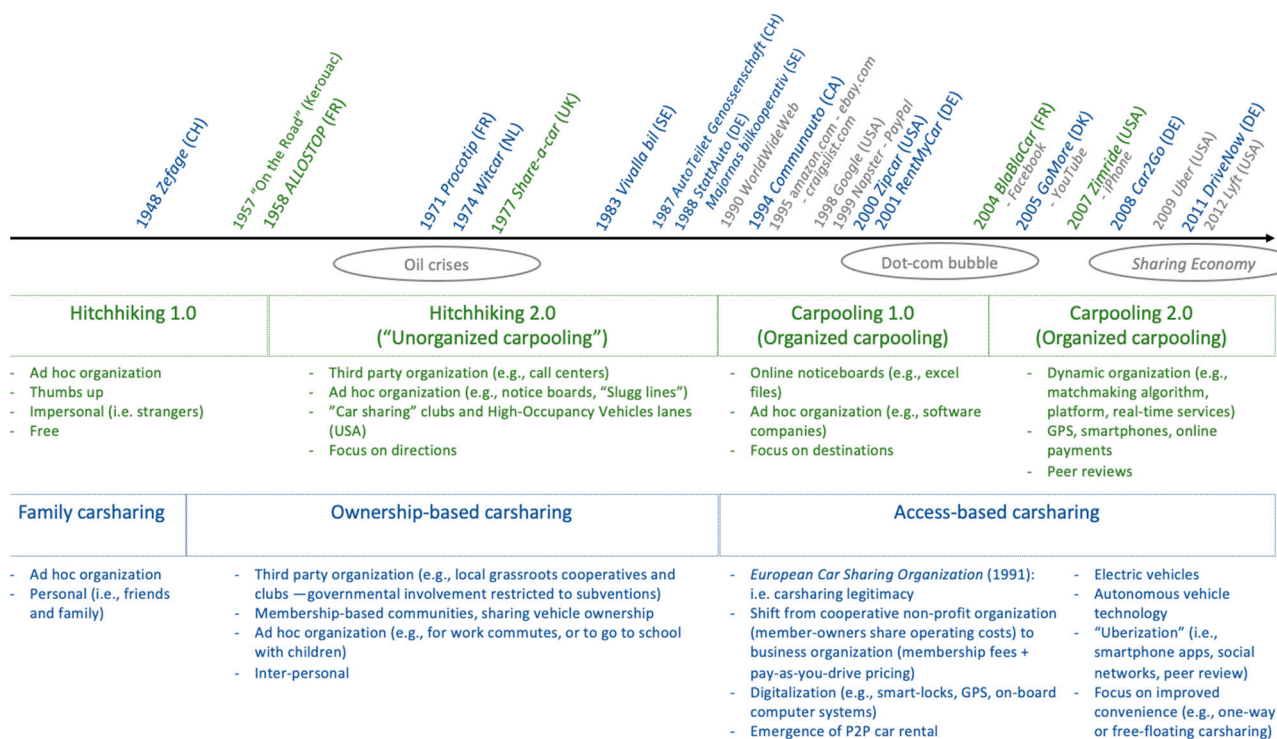 1948 Zefage (CH)
1957 "On the Road" (Kerouac)
1958 ALLOSTOP (FR)
1971 Procotip (FR)
1974 Witcar (NL)
1977 Share-a-car (UK)
1983 Vivalla bil (SE)
1987 AutoTeilet Genossenschaft (CH)
1988 StattAuto (DE)
Majornas bilkooperativ (SE)
1990 WorldWideWeb
1994 Communauto (CA)
1995 amazon.com - ebay.com
- craigslist.com
1998 Google (USA)
1999 Napster - PayPal
2000 Zipcar (USA)
2001 RentMyCar (DE)
2004 BlaBlaCar (FR)
- Facebook
2005 GoMore (DK)
- YouTube
2007 Zimride (USA)
- iPhone
2008 Car2Go (DE)
2009 Uber (USA)
2011 DriveNow (DE)
2012 Lyft (USA)
Oil crises
Dot-com bubble
Sharing Economy
Hitchhiking 1.0
- Ad hoc organization
- Thumbs up
- Impersonal (i.e. strangers)
- Free
Hitchhiking 2.0
("Unorganized carpooling")
- Third party organization (e.g., call centers)
- Ad hoc organization (e.g., notice boards, "Slugg lines")
- "Car sharing" clubs and High-Occupancy Vehicles lanes
(USA)
- Focus on directions
Carpooling 1.0
(Organized carpooling)
- Online noticeboards (e.g., excel
files)
- Ad hoc organization (e.g., software
companies)
- Focus on destinations
Carpooling 2.0
(Organized carpooling)
- Dynamic organization (e.g.,
matchmaking algorithm,
platform, real-time services)
- GPS, smartphones, online
payments
- Peer reviews
Family carsharing
- Ad hoc organization
- Personal (i.e., friends
and family)
Ownership-based carsharing
- Third party organization (e.g., local grassroots cooperatives and
clubs —governmental involvement restricted to subventions)
- Membership-based communities, sharing vehicle ownership
- Ad hoc organization (e.g., for work commutes, or to go to school
with children)
- Inter-personal
Access-based carsharing
- European Car Sharing Organization (1991):
i.e. carsharing legitimacy
- Shift from cooperative non-profit organization
(member-owners share operating costs) to
business organization (membership fees +
pay-as-you-drive pricing)
- Digitalization (e.g., smart-locks, GPS, on-board
computer systems)
- Emergence of P2P car rental
- Electric vehicles
- Autonomous vehicle
technology
- "Uberization" (i.e.,
smartphone apps, social
networks, peer review)
- Focus on improved
convenience (e.g., one-way
or free-floating carsharing)